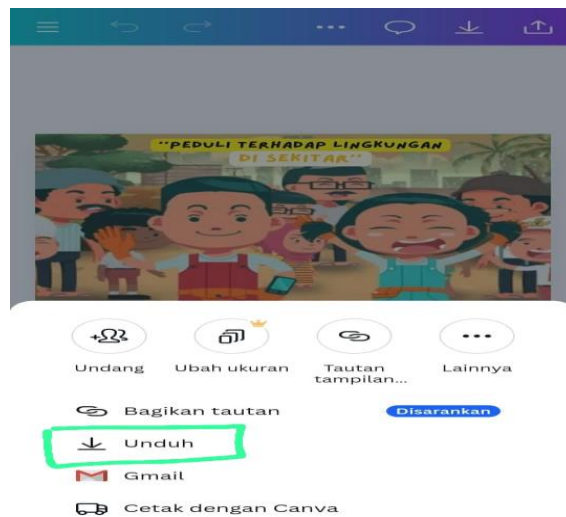 "PEDULI TERHADAP LINGKUNGAN
DI SEKITAR"
Undang
Ubah ukuran
Tautan
tampilan...
Lainnya
Bagikan tautan
Disarankan
Unduh
Gmail
Cetak dengan Canva